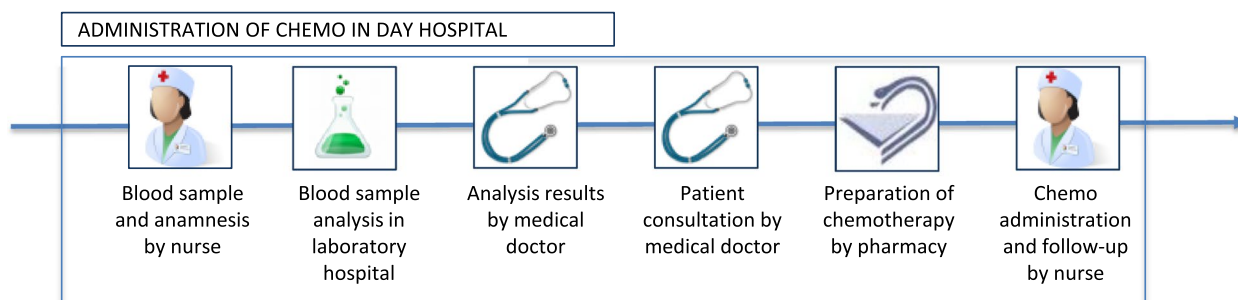 ADMINISTRATION OF CHEMO IN DAY HOSPITAL
Blood sample
and anamnesis
by nurse
Blood sample
analysis in
laboratory
hospital
Analysis results
by medical
doctor
Patient
consultation by
medical doctor
Preparation of
chemotherapy
by pharmacy
Chemo
administration
and follow-up
by nurse